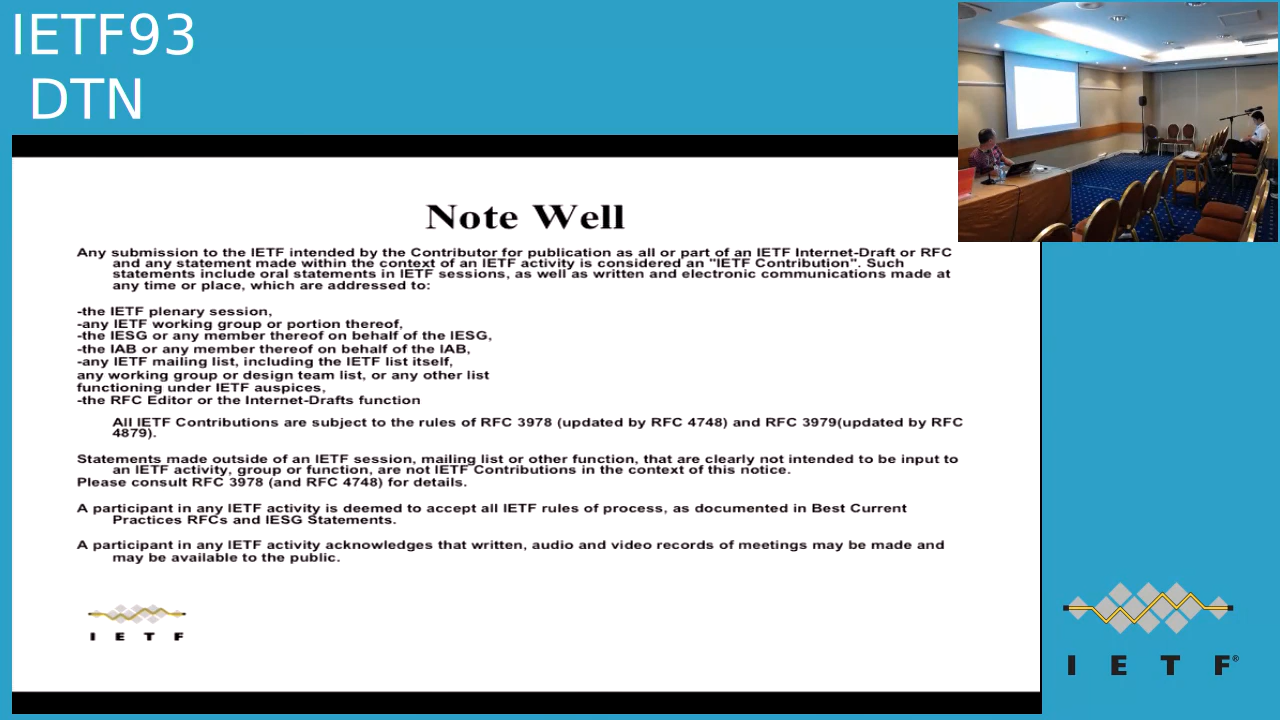 IETF93
DTN
Note Well
Any submission to the IETF intended by the Contributor for publication as all or part of an IETF Internet-Draft or RFC
and any statement made within the context of an IETF activity is considered an "IETF Contribution". Such
statements include oral statements in IETF sessions, as well as written and electronic communications made at
any time or place, which are addressed to:
-the IETF plenary session,
-any IETF working group or portion thereof,
-the IESG or any member thereof on behalf of the IESG,
-the IAB or any member thereof on behalf of the IAB,
-any IETF mailing list, including the IETF list itself,
any working group or design team list, or any other list
functioning under IETF auspices,
-the RFC Editor or the Internet-Drafts function
All IETF Contributions are subject to the rules of RFC 3978 (updated by RFC 4748) and RFC 3979(updated by RFC
4879).
Statements made outside of an IETF session, mailing list or other function, that are clearly not intended to be input to
an IETF activity, group or function, are not IETF Contributions in the context of this notice.
Please consult RFC 3978 (and RFC 4748) for details.
A participant in any IETF activity is deemed to accept all IETF rules of process, as documented in Best Current
Practices RFCs and IESG Statements.
A participant in any IETF activity acknowledges that written, audio and video records of meetings may be made and
may be available to the public.
I E T F
I E T F®